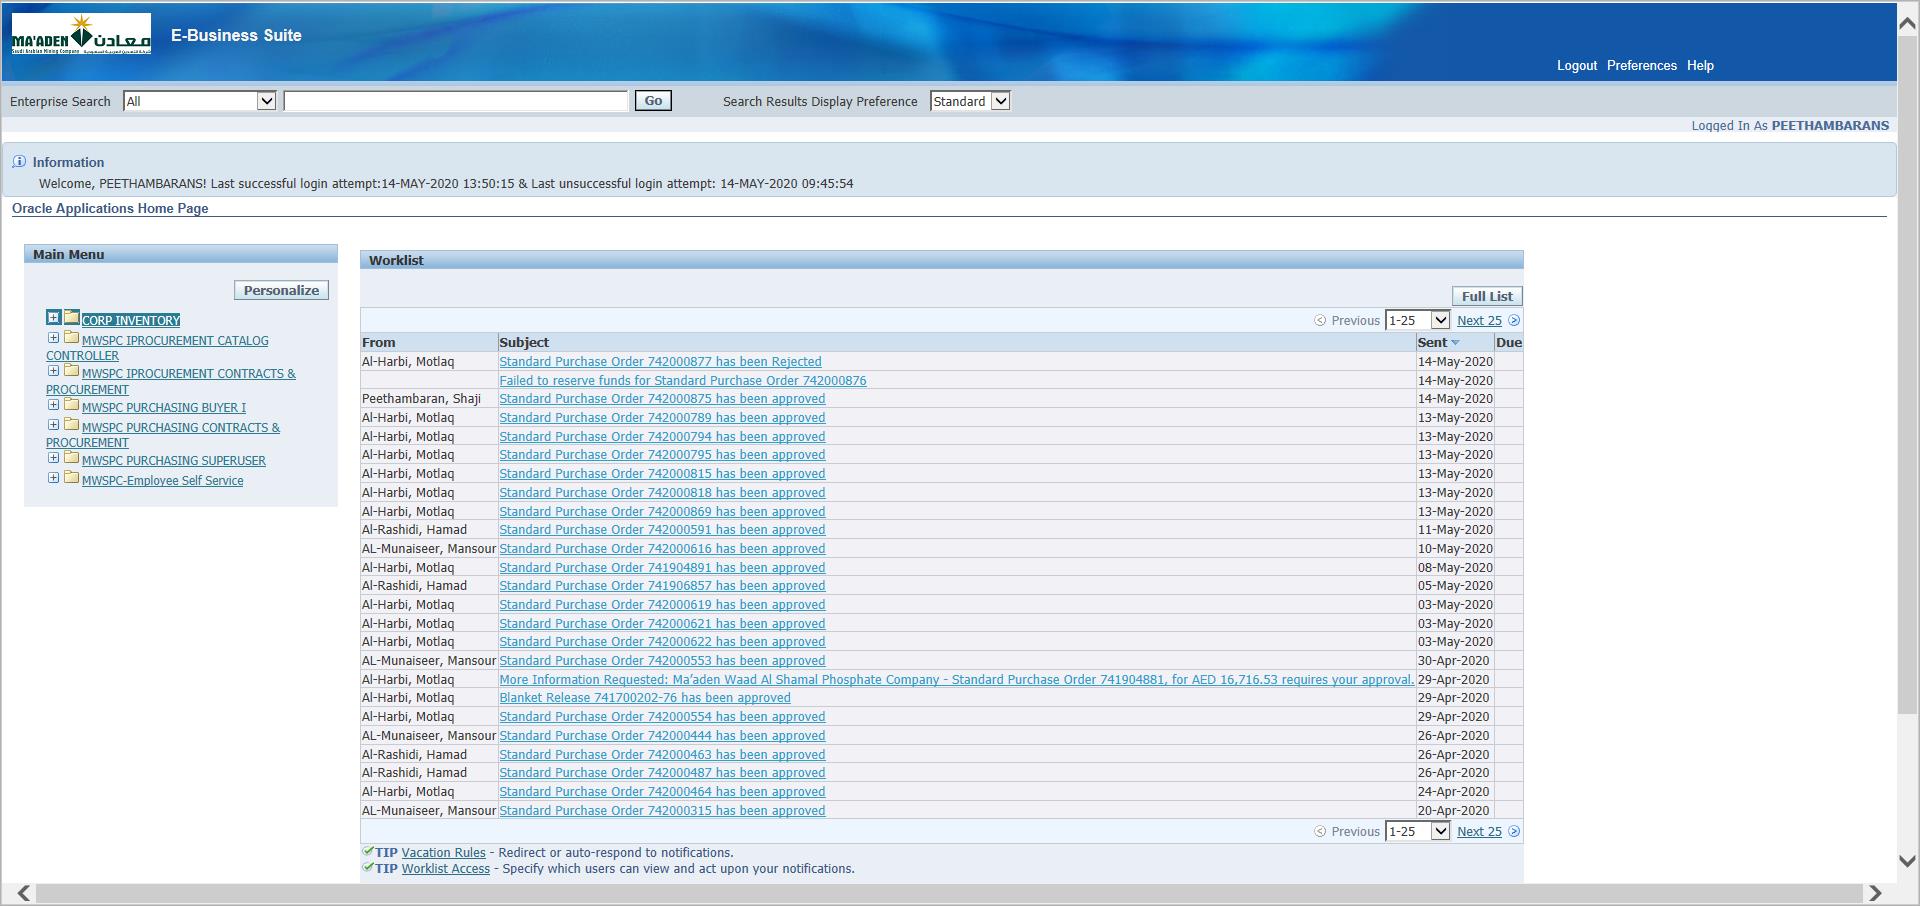 MA'ADEN معادن
Saudi Arabian Mining Company
E-Business Suite
Logout Preferences Help
Enterprise Search All Go Search Results Display Preference Standard
Logged In As PEETHAMBARANS
Information
Welcome, PEETHAMBARANS! Last successful login attempt:14-MAY-2020 13:50:15 & Last unsuccessful login attempt: 14-MAY-2020 09:45:54
Oracle Applications Home Page
Main Menu
Personalize
CORP INVENTORY
MWSPC IPROCUREMENT CATALOG
CONTROLLER
MWSPC IPROCUREMENT CONTRACTS &
PROCUREMENT
MWSPC PURCHASING BUYER I
MWSPC PURCHASING CONTRACTS &
PROCUREMENT
MWSPC PURCHASING SUPERUSER
MWSPC-Employee Self Service
Worklist
Full List
Previous 1-25 Next 25
From Subject Sent Due
Al-Harbi, Motlaq Standard Purchase Order 742000877 has been Rejected 14-May-2020
Failed to reserve funds for Standard Purchase Order 742000876 14-May-2020
Peethambaran, Shaji Standard Purchase Order 742000875 has been approved 14-May-2020
Al-Harbi, Motlaq Standard Purchase Order 742000789 has been approved 13-May-2020
Al-Harbi, Motlaq Standard Purchase Order 742000794 has been approved 13-May-2020
Al-Harbi, Motlaq Standard Purchase Order 742000795 has been approved 13-May-2020
Al-Harbi, Motlaq Standard Purchase Order 742000815 has been approved 13-May-2020
Al-Harbi, Motlaq Standard Purchase Order 742000818 has been approved 13-May-2020
Al-Harbi, Motlaq Standard Purchase Order 742000869 has been approved 13-May-2020
Al-Rashidi, Hamad Standard Purchase Order 742000591 has been approved 11-May-2020
AL-Munaiseer, Mansour Standard Purchase Order 742000616 has been approved 10-May-2020
Al-Harbi, Motlaq Standard Purchase Order 741904891 has been approved 08-May-2020
Al-Rashidi, Hamad Standard Purchase Order 741906857 has been approved 05-May-2020
Al-Harbi, Motlaq Standard Purchase Order 742000619 has been approved 03-May-2020
Al-Harbi, Motlaq Standard Purchase Order 742000621 has been approved 03-May-2020
Al-Harbi, Motlaq Standard Purchase Order 742000622 has been approved 03-May-2020
AL-Munaiseer, Mansour Standard Purchase Order 742000553 has been approved 30-Apr-2020
Al-Harbi, Motlaq More Information Requested: Ma'aden Waad Al Shamal Phosphate Company - Standard Purchase Order 741904881, for AED 16,716.53 requires your approval. 29-Apr-2020
Al-Harbi, Motlaq Blanket Release 741700202-76 has been approved 29-Apr-2020
Al-Harbi, Motlaq Standard Purchase Order 742000554 has been approved 29-Apr-2020
AL-Munaiseer, Mansour Standard Purchase Order 742000444 has been approved 26-Apr-2020
Al-Rashidi, Hamad Standard Purchase Order 742000463 has been approved 26-Apr-2020
Al-Rashidi, Hamad Standard Purchase Order 742000487 has been approved 26-Apr-2020
Al-Harbi, Motlaq Standard Purchase Order 742000464 has been approved 24-Apr-2020
AL-Munaiseer, Mansour Standard Purchase Order 742000315 has been approved 20-Apr-2020
Previous 1-25 Next 25
TIP Vacation Rules - Redirect or auto-respond to notifications.
TIP Worklist Access - Specify which users can view and act upon your notifications.